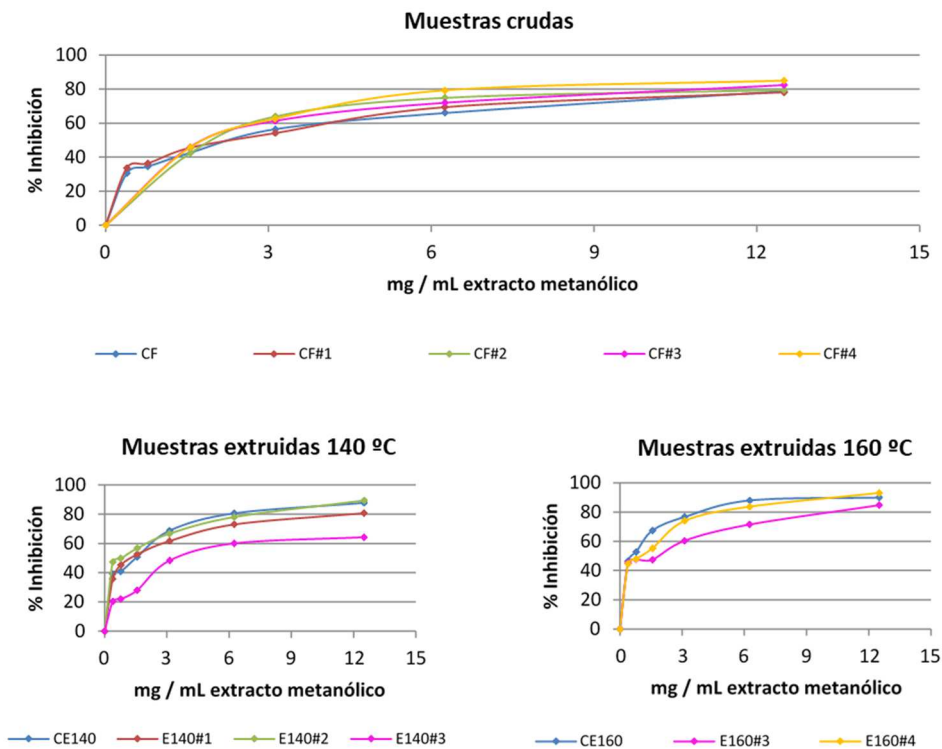 Muestras crudas
100
80
60
40
20
0
% Inhibición
0 3 6 9 12 15
mg / mL extracto metanólico
CF CF#1 CF#2 CF#3 CF#4
Muestras extruidas 140 ºC
100
80
60
40
20
0
% Inhibición
0 3 6 9 12 15
mg / mL extracto metanólico
CE140 E140#1 E140#2 E140#3
Muestras extruidas 160 ºC
100
80
60
40
20
0
% Inhibición
0 3 6 9 12 15
mg / mL extracto metanólico
CE160 E160#3 E160#4